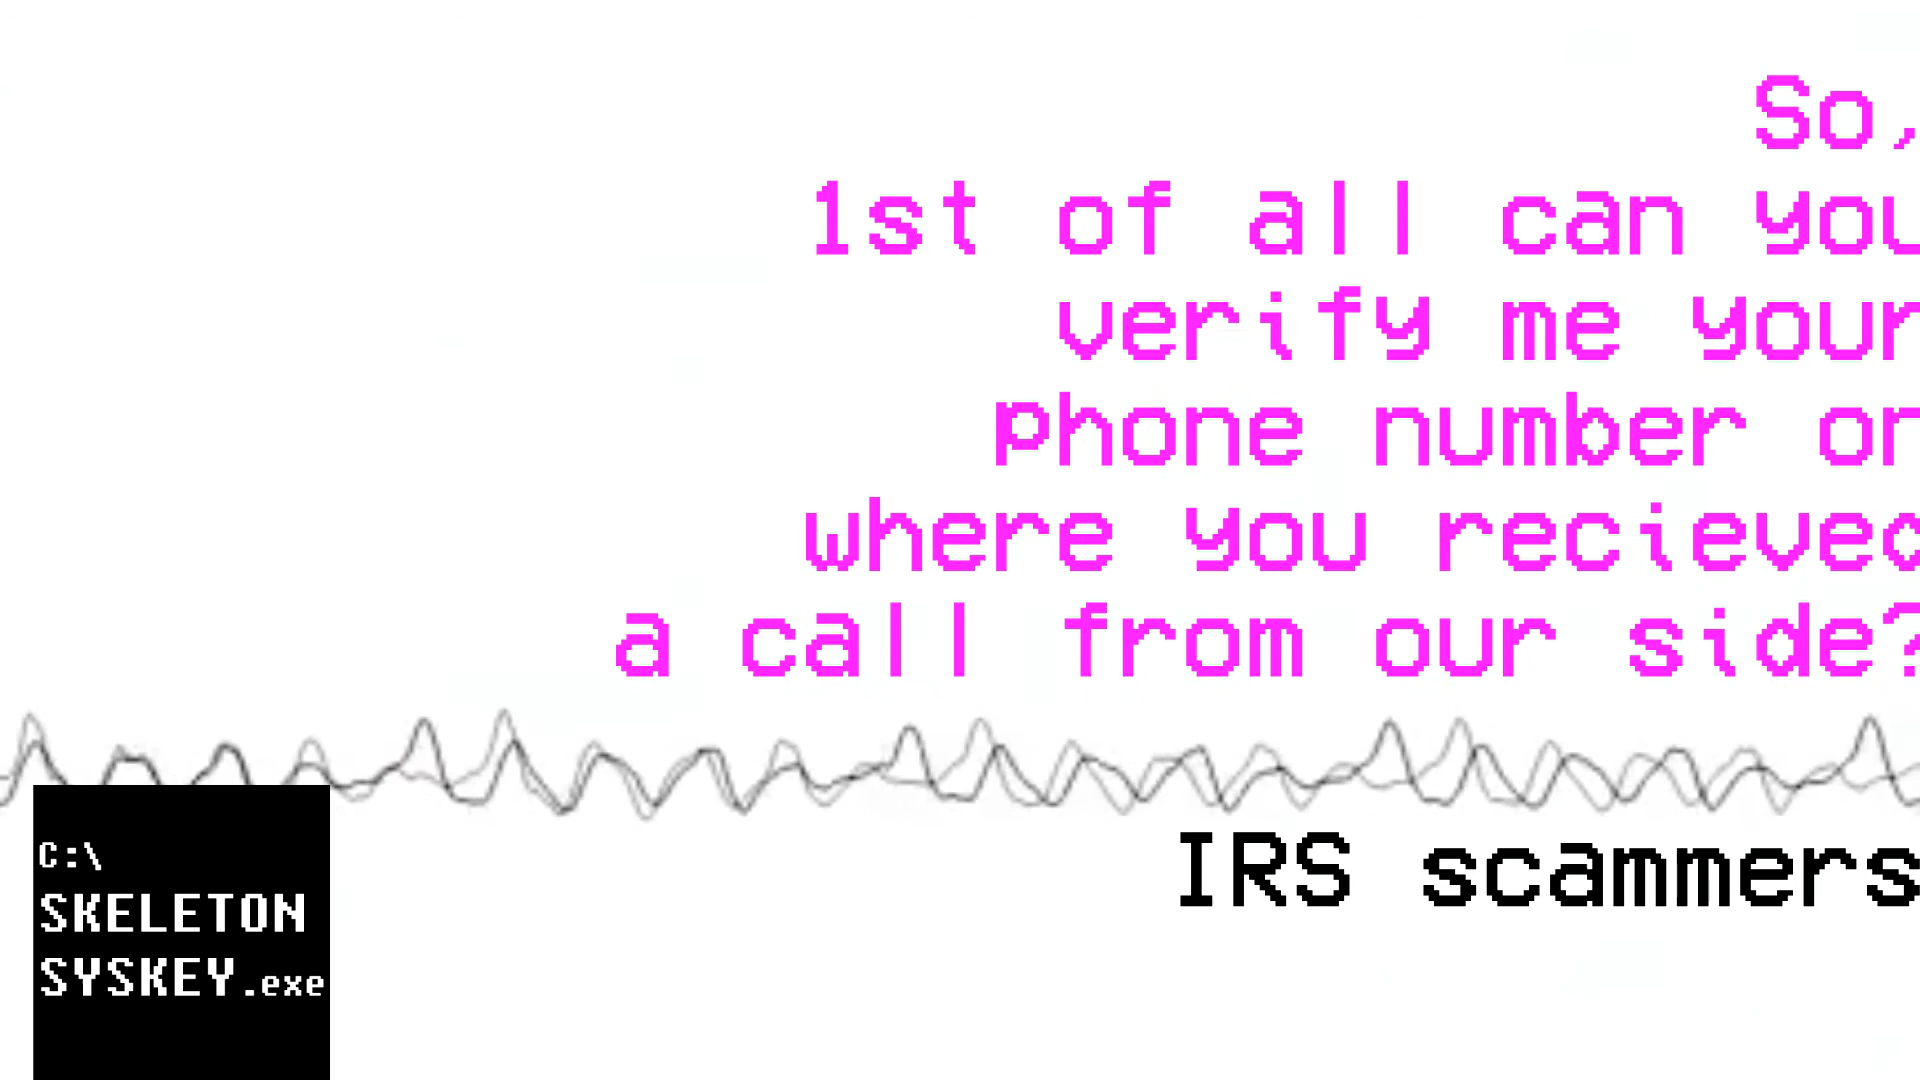 So,
1st of all can you
verify me your
phone number on
where you recieved
a call from our side?
IRS scammers
C:\
SKELETON
SYSKEY.exe